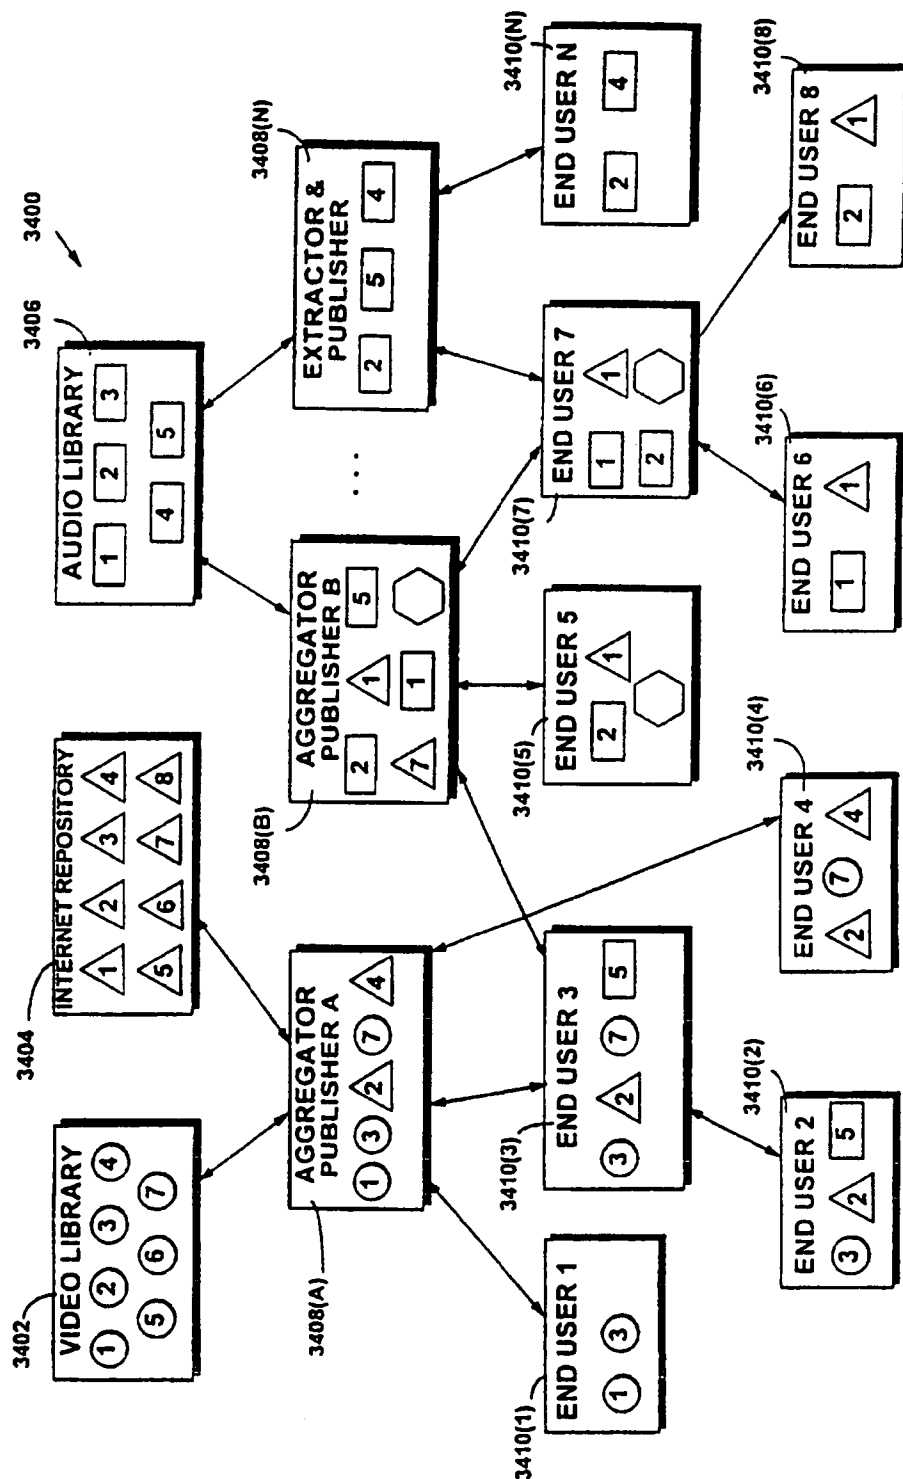 3400
3402
VIDEO LIBRARY
1 2 3 4
5 6 7
3404
INTERNET REPOSITORY
1 2 3 4
5 6 7 8
3406
AUDIO LIBRARY
1 2 3
4 5
3408(A)
AGGREGATOR
PUBLISHER A
1 3 2 7 4
3408(B)
AGGREGATOR
PUBLISHER B
2 1 5
7 1
...
3408(N)
EXTRACTOR &
PUBLISHER
2 5 4
3410(1)
END USER 1
1 3
3410(3)
END USER 3
3 2 7 5
3410(5)
END USER 5
2 1
3410(7)
END USER 7
1 1
2
3410(N)
END USER N
2 4
3410(2)
END USER 2
3 2 5
3410(4)
END USER 4
2 7 4
3410(6)
END USER 6
1 1
3410(8)
END USER 8
2 1